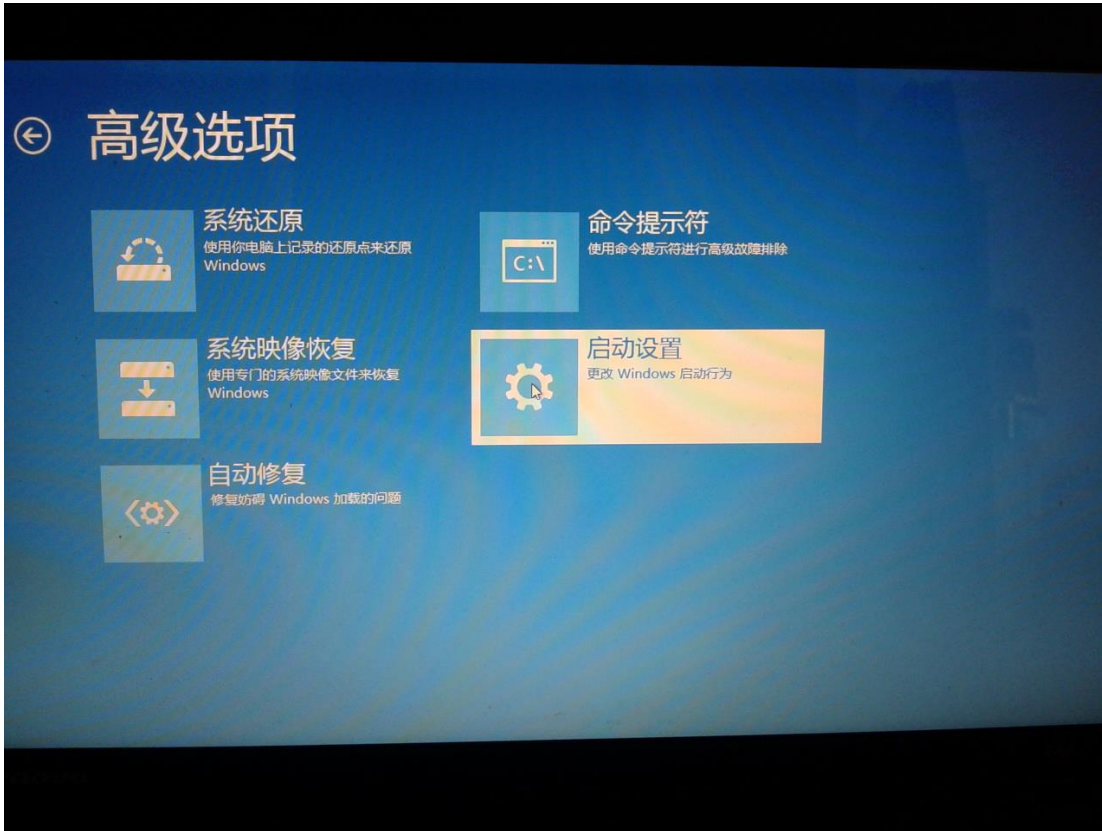 高级选项
系统还原
使用你电脑上记录的还原点来还原
Windows
命令提示符
使用命令提示符进行高级故障排除
C:\
系统映像恢复
使用专门的系统映像文件来恢复
Windows
启动设置
更改 Windows 启动行为
自动修复
修复妨碍 Windows 加载的问题